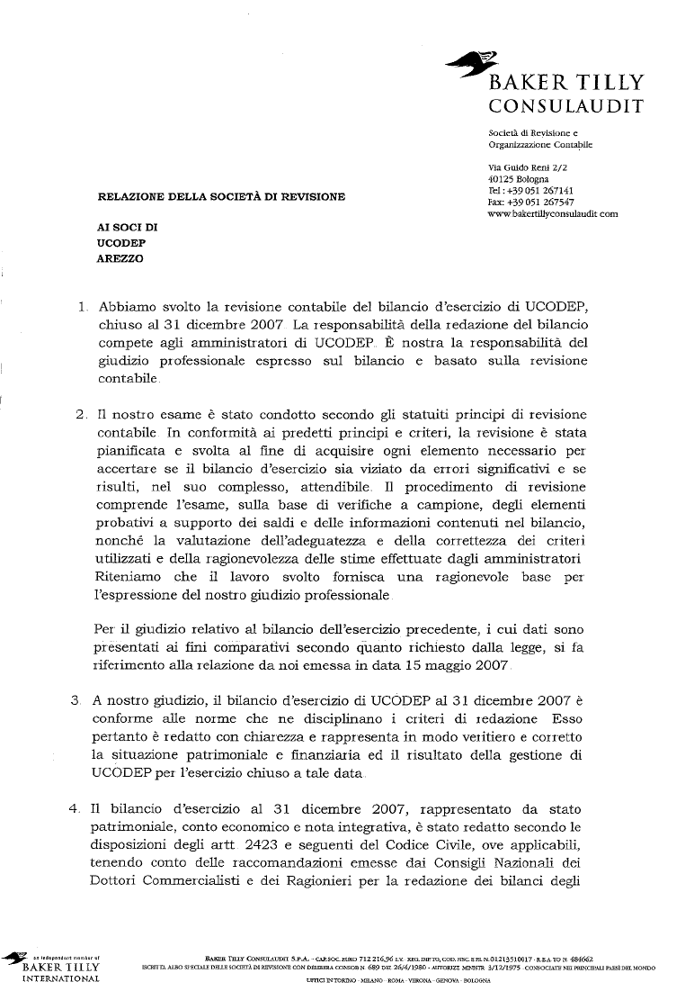 BAKER TILLY
CONSULAUDIT
Società di Revisione e
Organizzazione Contabile
Via Guido Reni 2/2
40125 Bologna
Tel : +39 051 267141
Fax: +39 051 267547
www.bakertillyconsulaudit com
RELAZIONE DELLA SOCIETÀ DI REVISIONE
AI SOCI DI
UCODEP
AREZZO
1. Abbiamo svolto la revisione contabile del bilancio d'esercizio di UCODEP,
chiuso al 31 dicembre 2007. La responsabilità della redazione del bilancio
compete agli amministratori di UCODEP. È nostra la responsabilità del
giudizio professionale espresso sul bilancio e basato sulla revisione
contabile.
2. Il nostro esame è stato condotto secondo gli statuiti principi di revisione
contabile. In conformità ai predetti principi e criteri, la revisione è stata
pianificata e svolta al fine di acquisire ogni elemento necessario per
accertare se il bilancio d'esercizio sia viziato da errori significativi e se
risulti, nel suo complesso, attendibile. Il procedimento di revisione
comprende l'esame, sulla base di verifiche a campione, degli elementi
probativi a supporto dei saldi e delle informazioni contenuti nel bilancio,
nonché la valutazione dell'adeguatezza e della correttezza dei criteri
utilizzati e della ragionevolezza delle stime effettuate dagli amministratori
Riteniamo che il lavoro svolto fornisca una ragionevole base per
l'espressione del nostro giudizio professionale.
Per il giudizio relativo al bilancio dell'esercizio precedente, i cui dati sono
presentati ai fini comparativi secondo quanto richiesto dalla legge, si fa
riferimento alla relazione da noi emessa in data 15 maggio 2007.
3. A nostro giudizio, il bilancio d'esercizio di UCODEP al 31 dicembre 2007 è
conforme alle norme che ne disciplinano i criteri di redazione Esso
pertanto è redatto con chiarezza e rappresenta in modo veritiero e corretto
la situazione patrimoniale e finanziaria ed il risultato della gestione di
UCODEP per l'esercizio chiuso a tale data.
4. Il bilancio d'esercizio al 31 dicembre 2007, rappresentato da stato
patrimoniale, conto economico e nota integrativa, è stato redatto secondo le
disposizioni degli artt. 2423 e seguenti del Codice Civile, ove applicabili,
tenendo conto delle raccomandazioni emesse dai Consigli Nazionali dei
Dottori Commercialisti e dei Ragionieri per la redazione dei bilanci degli
an independent member of
BAKER TILLY
INTERNATIONAL
BAKER TILLY CONSULAUDIT S.P.A. - CAP. SOC. EURO 712 216,96 I.V. REG. IMP. TO, COD. FISC. E P.I. N. 01213510017 - R.E.A. TO N. 484662
ISCRITTA ALBO SPECIALE DELLE SOCIETÀ DI REVISIONE CON DELIBERA CONSOB N. 689 DEL 26/4/1980 - AUTORIZZ. MINISTR. 3/12/1975 - CONSOCIATE NEI PRINCIPALI PAESI DEL MONDO
UFFICI IN TORINO - MILANO - ROMA - VERONA - GENOVA - BOLOGNA